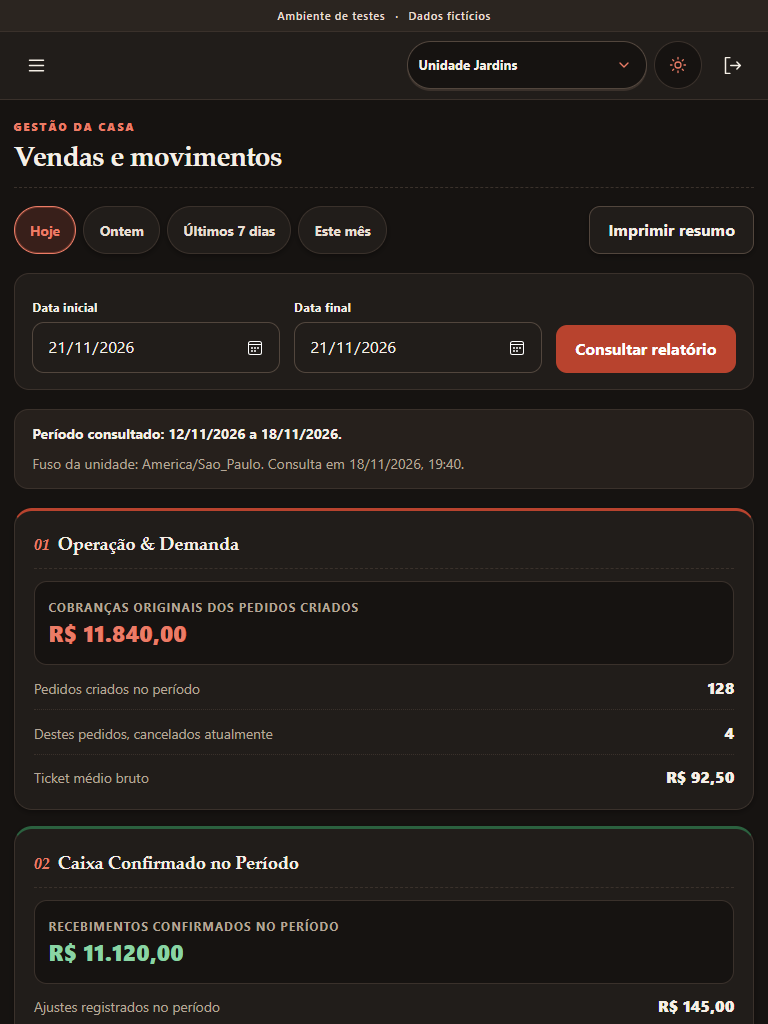 Ambiente de testes · Dados fictícios
Unidade Jardins
GESTÃO DA CASA
Vendas e movimentos
Hoje
Ontem
Últimos 7 dias
Este mês
Imprimir resumo
Data inicial
Data final
21/11/2026
21/11/2026
Consultar relatório
Período consultado: 12/11/2026 a 18/11/2026.
Fuso da unidade: America/Sao_Paulo. Consulta em 18/11/2026, 19:40.
01 Operação & Demanda
COBRANÇAS ORIGINAIS DOS PEDIDOS CRIADOS
R$ 11.840,00
Pedidos criados no período 128
Destes pedidos, cancelados atualmente 4
Ticket médio bruto R$ 92,50
02 Caixa Confirmado no Período
RECEBIMENTOS CONFIRMADOS NO PERÍODO
R$ 11.120,00
Ajustes registrados no período R$ 145,00